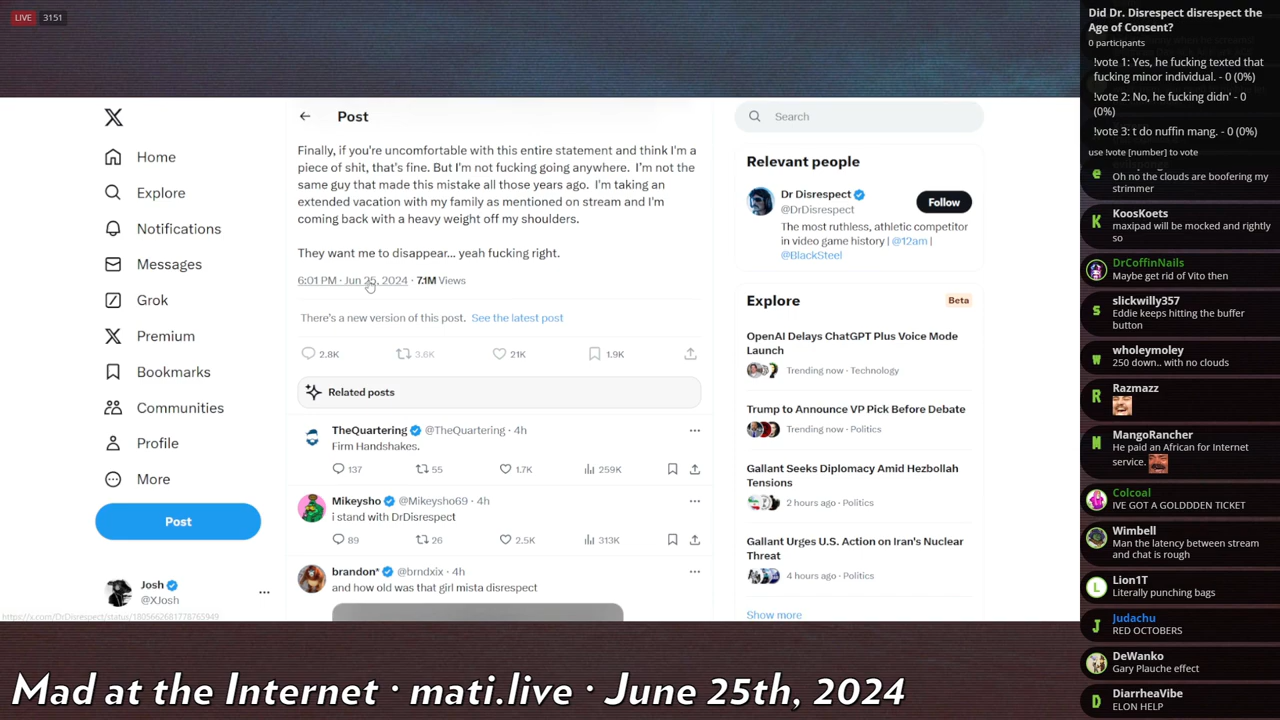 LIVE 3151
X
Home
Explore
Notifications
Messages
Grok
Premium
Bookmarks
Communities
Profile
More
Post
Josh
@XJosh
https://x.com/DrDisrespect/status/1805662681778765949
Post
Finally, if you're uncomfortable with this entire statement and think I'm a
piece of shit, that's fine. But I'm not fucking going anywhere. I'm not the
same guy that made this mistake all those years ago. I'm taking an
extended vacation with my family as mentioned on stream and I'm
coming back with a heavy weight off my shoulders.
They want me to disappear... yeah fucking right.
6:01 PM · Jun 25, 2024 · 7.1M Views
There's a new version of this post. See the latest post
2.8K 3.6K 21K 1.9K
Related posts
TheQuartering @TheQuartering · 4h
Firm Handshakes.
137 55 1.7K 259K
Mikeysho @Mikeysho69 · 4h
i stand with DrDisrespect
89 26 2.5K 313K
brandon* @brndxix · 4h
and how old was that girl mista disrespect
Search
Relevant people
Dr Disrespect
@DrDisrespect
Follow
The most ruthless, athletic competitor
in video game history | @12am |
@BlackSteel
Explore
Beta
OpenAI Delays ChatGPT Plus Voice Mode
Launch
Trending now · Technology
Trump to Announce VP Pick Before Debate
Trending now · Politics
Gallant Seeks Diplomacy Amid Hezbollah
Tensions
2 hours ago · Politics
Gallant Urges U.S. Action on Iran's Nuclear
Threat
4 hours ago · Politics
Show more
Did Dr. Disrespect disrespect the
Age of Consent?
0 participants
!vote 1: Yes, he fucking texted that
fucking minor individual. - 0 (0%)
!vote 2: No, he fucking didn' - 0
(0%)
!vote 3: t do nuffin mang. - 0 (0%)
use !vote [number] to vote
e
Oh no the clouds are boofering my
strimmer
K
KoosKoets
maxipad will be mocked and rightly
so
DrCoffinNails
Maybe get rid of Vito then
s
slickwilly357
Eddie keeps hitting the buffer
button
w
wholeymoley
250 down.. with no clouds
R
Razmazz
M
MangoRancher
He paid an African for Internet
service.
Colcoal
IVE GOT A GOLDDDEN TICKET
Wimbell
Man the latency between stream
and chat is rough
L
Lion1T
Literally punching bags
J
Judachu
RED OCTOBERS
DeWanko
Gary Plauche effect
D
DiarrheaVibe
ELON HELP
Mad at the Internet · mati.live · June 25th, 2024